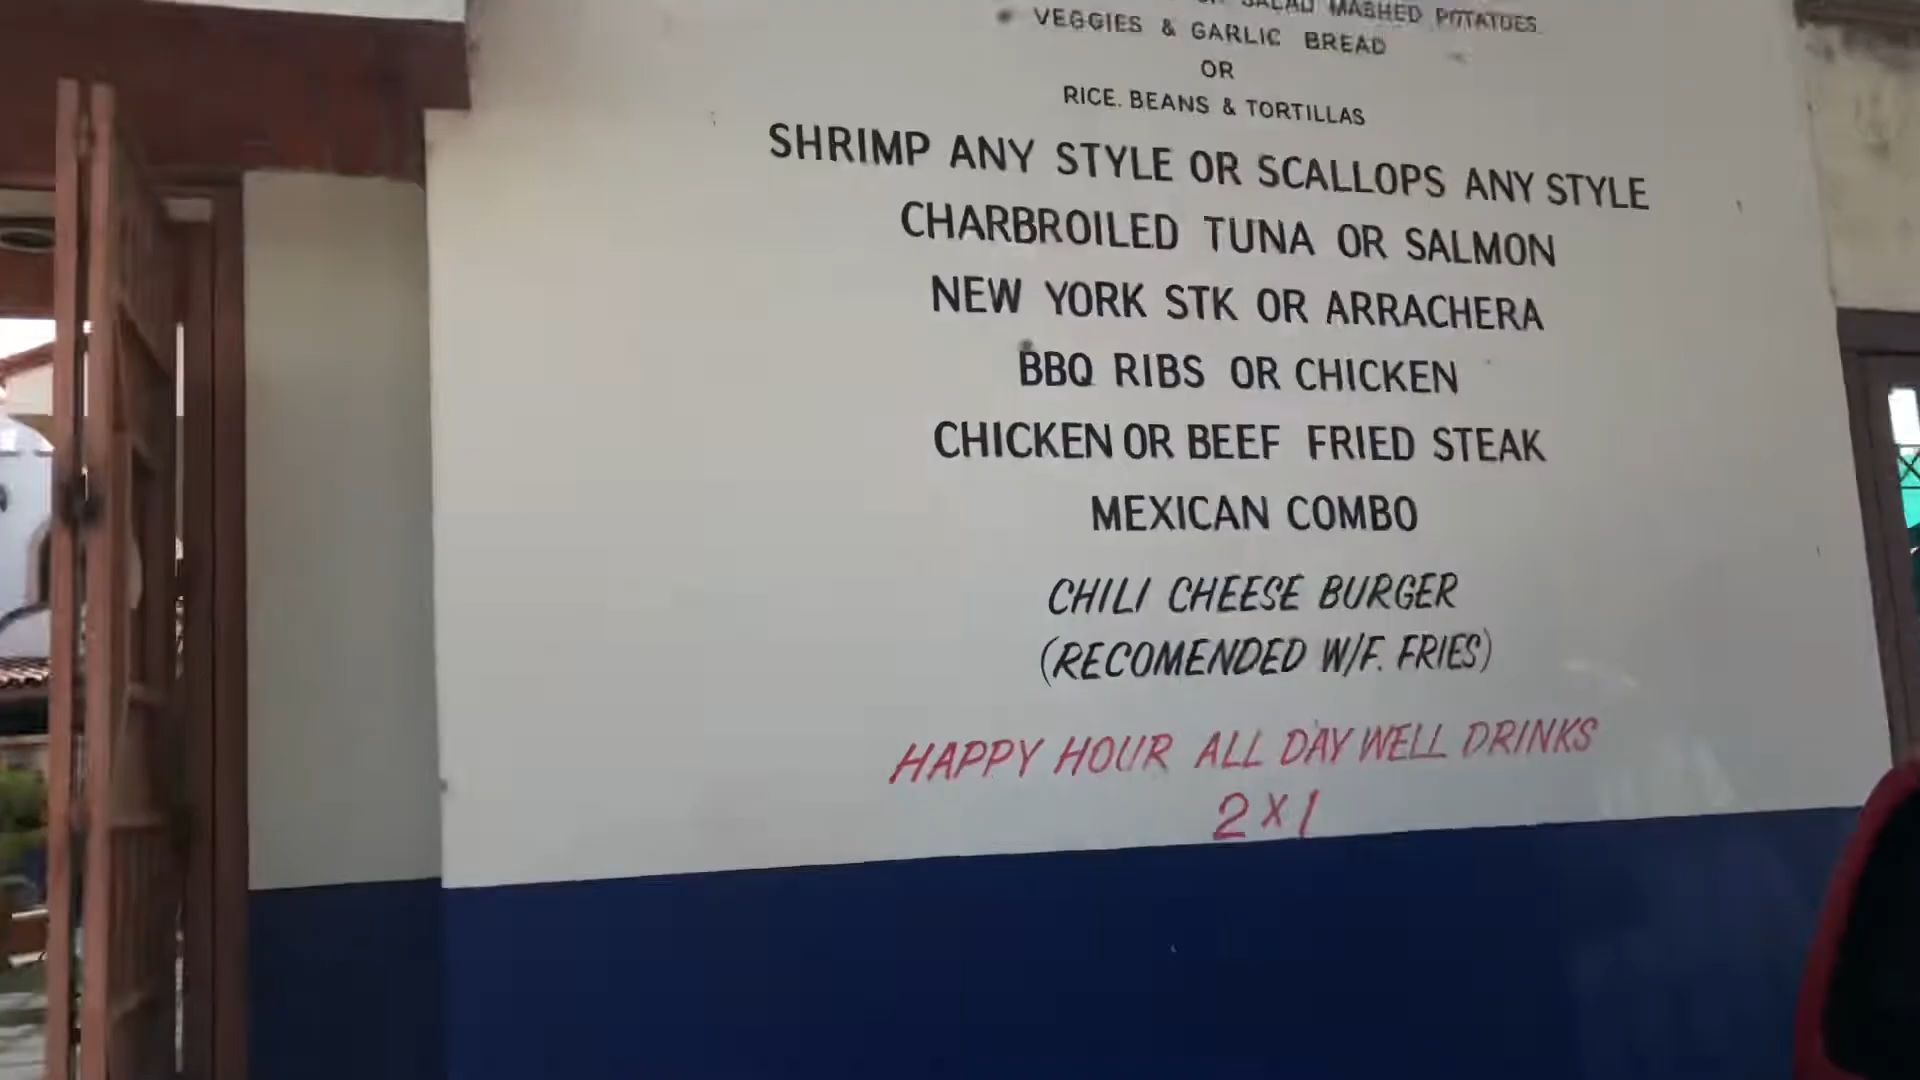 SALAD MASHED POTATOES
VEGGIES & GARLIC BREAD
OR
RICE. BEANS & TORTILLAS
SHRIMP ANY STYLE OR SCALLOPS ANY STYLE
CHARBROILED TUNA OR SALMON
NEW YORK STK OR ARRACHERA
BBQ RIBS OR CHICKEN
CHICKEN OR BEEF FRIED STEAK
MEXICAN COMBO
CHILI CHEESE BURGER
(RECOMENDED W/F. FRIES)
HAPPY HOUR ALL DAY WELL DRINKS
2 X 1